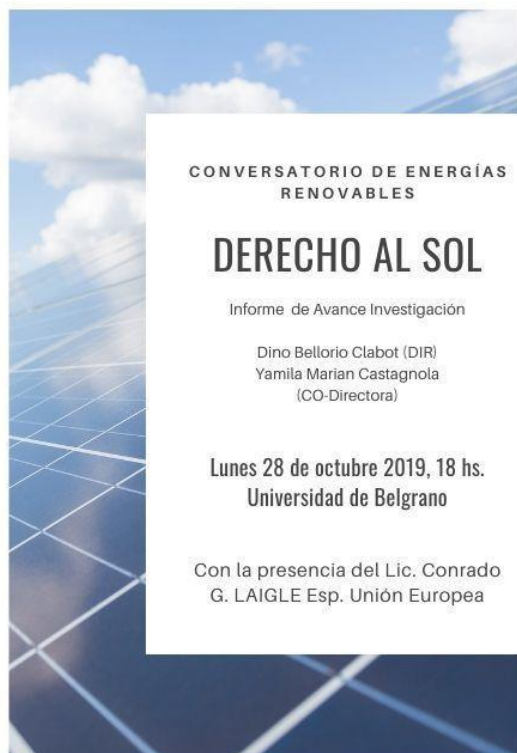 CONVERSATORIO DE ENERGÍAS
RENOVABLES
DERECHO AL SOL
Informe de Avance Investigación
Dino Bellorio Clabot (DIR)
Yamila Marian Castagnola
(CO-Directora)
Lunes 28 de octubre 2019, 18 hs.
Universidad de Belgrano
Con la presencia del Lic. Conrado
G. LAIGLE Esp. Unión Europea